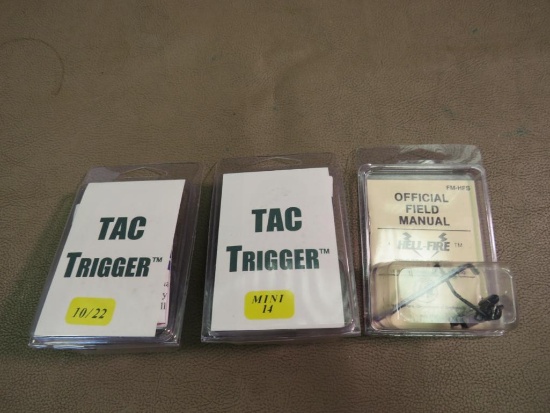 TAC
TRIGGER™
10/22
TAC
TRIGGER™
MINI
14
FM-HFS
OFFICIAL
FIELD
MANUAL
HELL-FIRE™